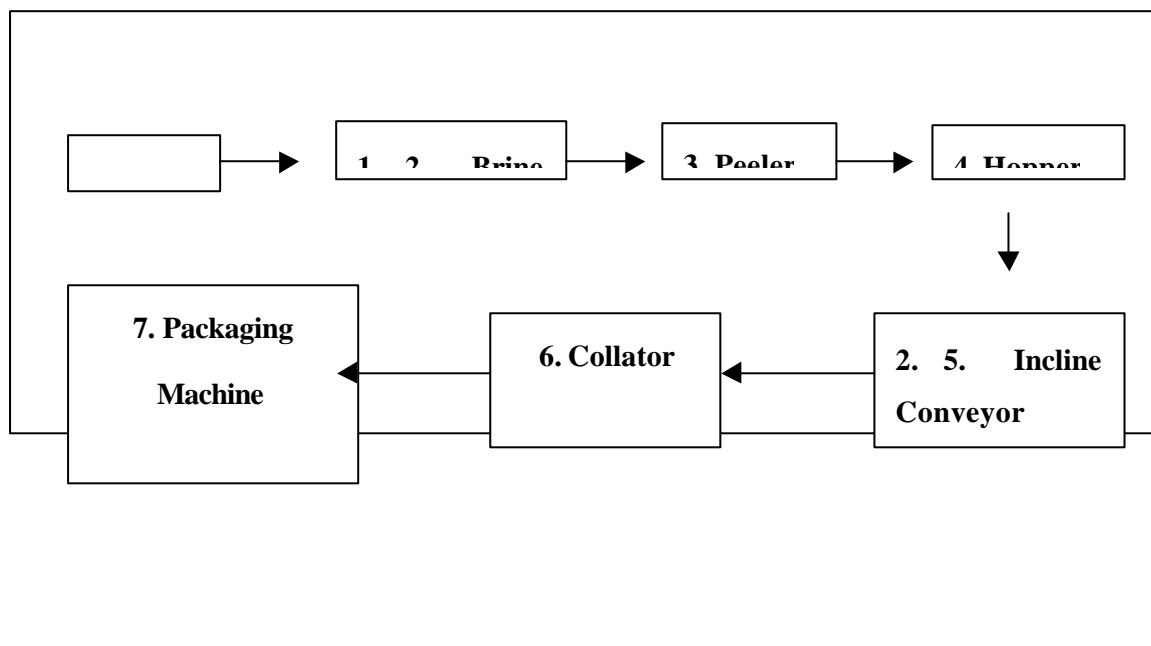 1. 2. Brine
3. Peeler
4. Hopper
7. Packaging
Machine
6. Collator
2. 5. Incline
Conveyor